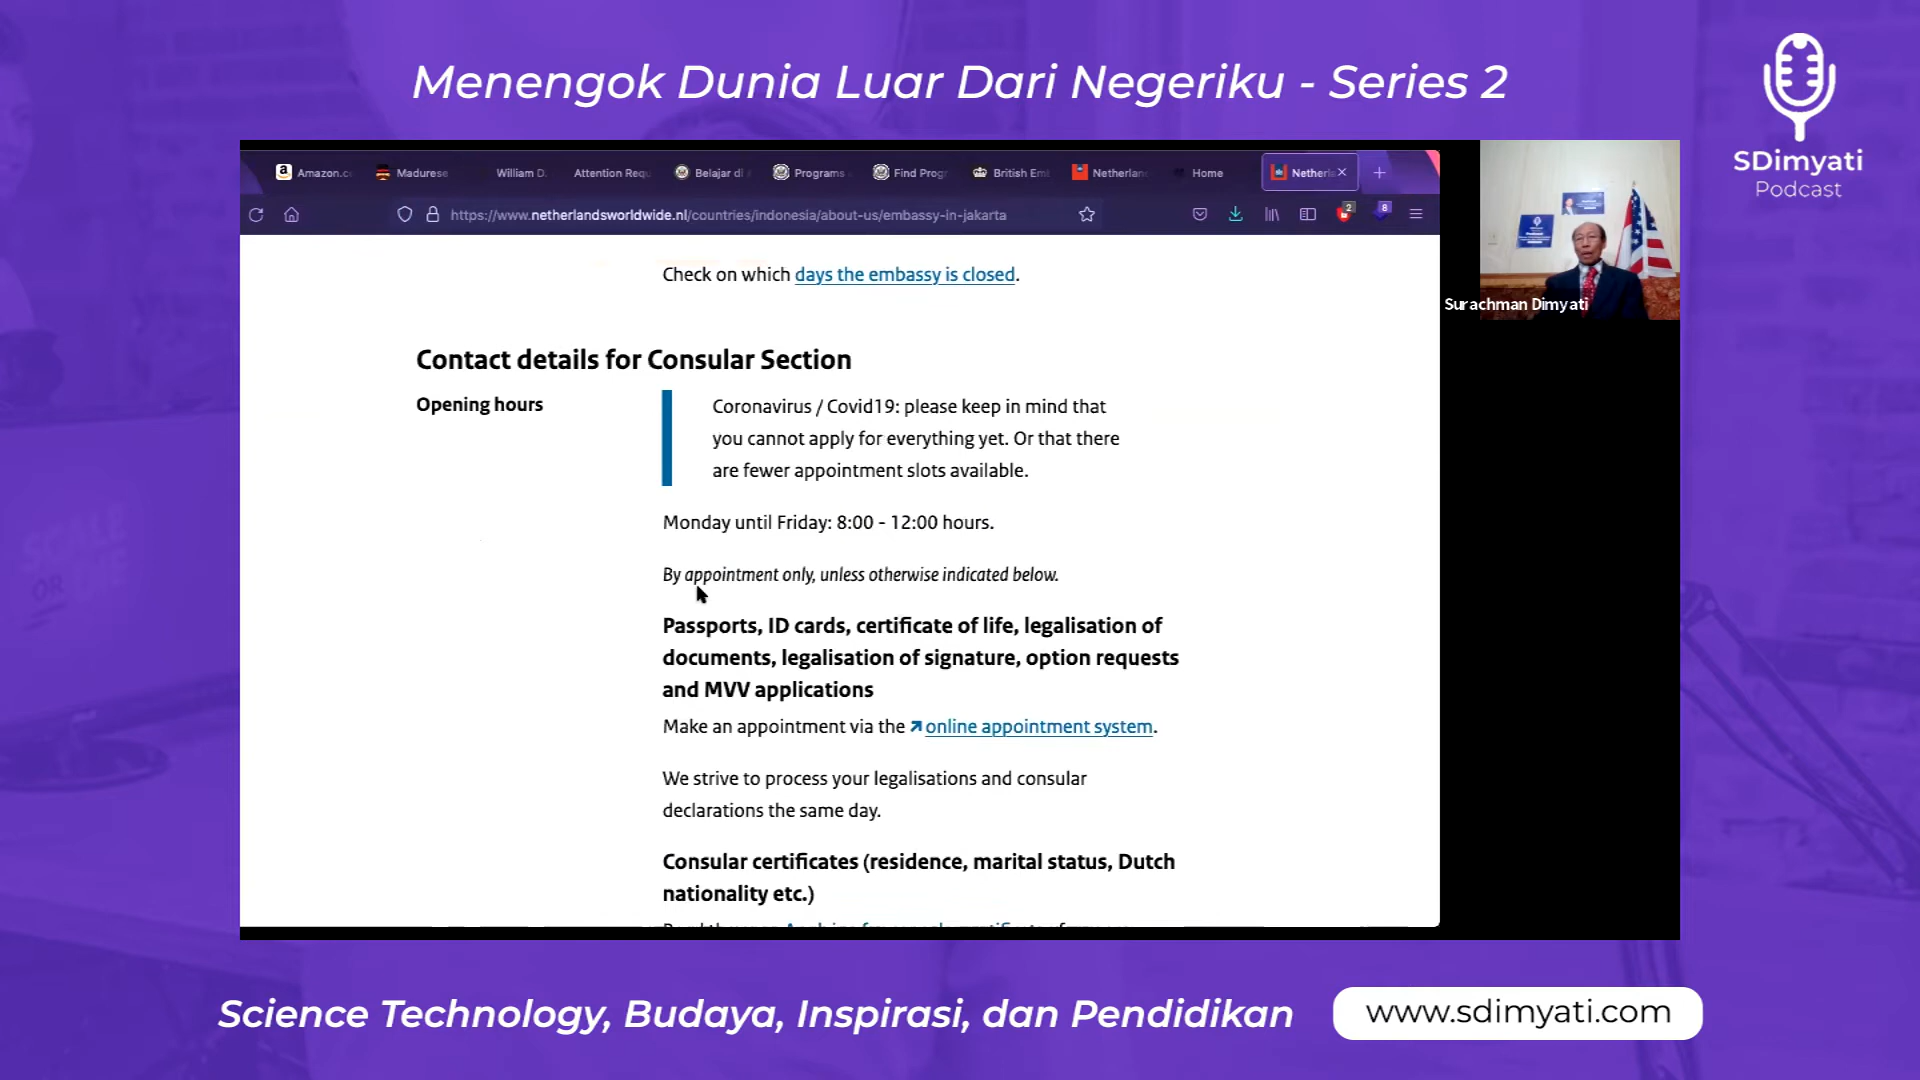 Menengok Dunia Luar Dari Negeriku - Series 2
SDimyati
Podcast
Amazon.c
Madurese
William D.
Attention Requ
Belajar di
Programs
Find Progr
British Em
Netherlan
Home
Netherl
https://www.netherlandsworldwide.nl/countries/indonesia/about-us/embassy-in-jakarta
2
8
Surachman Dimyati
Check on which days the embassy is closed.
Contact details for Consular Section
Opening hours
Coronavirus / Covid19: please keep in mind that
you cannot apply for everything yet. Or that there
are fewer appointment slots available.
Monday until Friday: 8:00 - 12:00 hours.
By appointment only, unless otherwise indicated below.
Passports, ID cards, certificate of life, legalisation of
documents, legalisation of signature, option requests
and MVV applications
Make an appointment via the online appointment system.
We strive to process your legalisations and consular
declarations the same day.
Consular certificates (residence, marital status, Dutch
nationality etc.)
SCALE
OR
Science Technology, Budaya, Inspirasi, dan Pendidikan
www.sdimyati.com